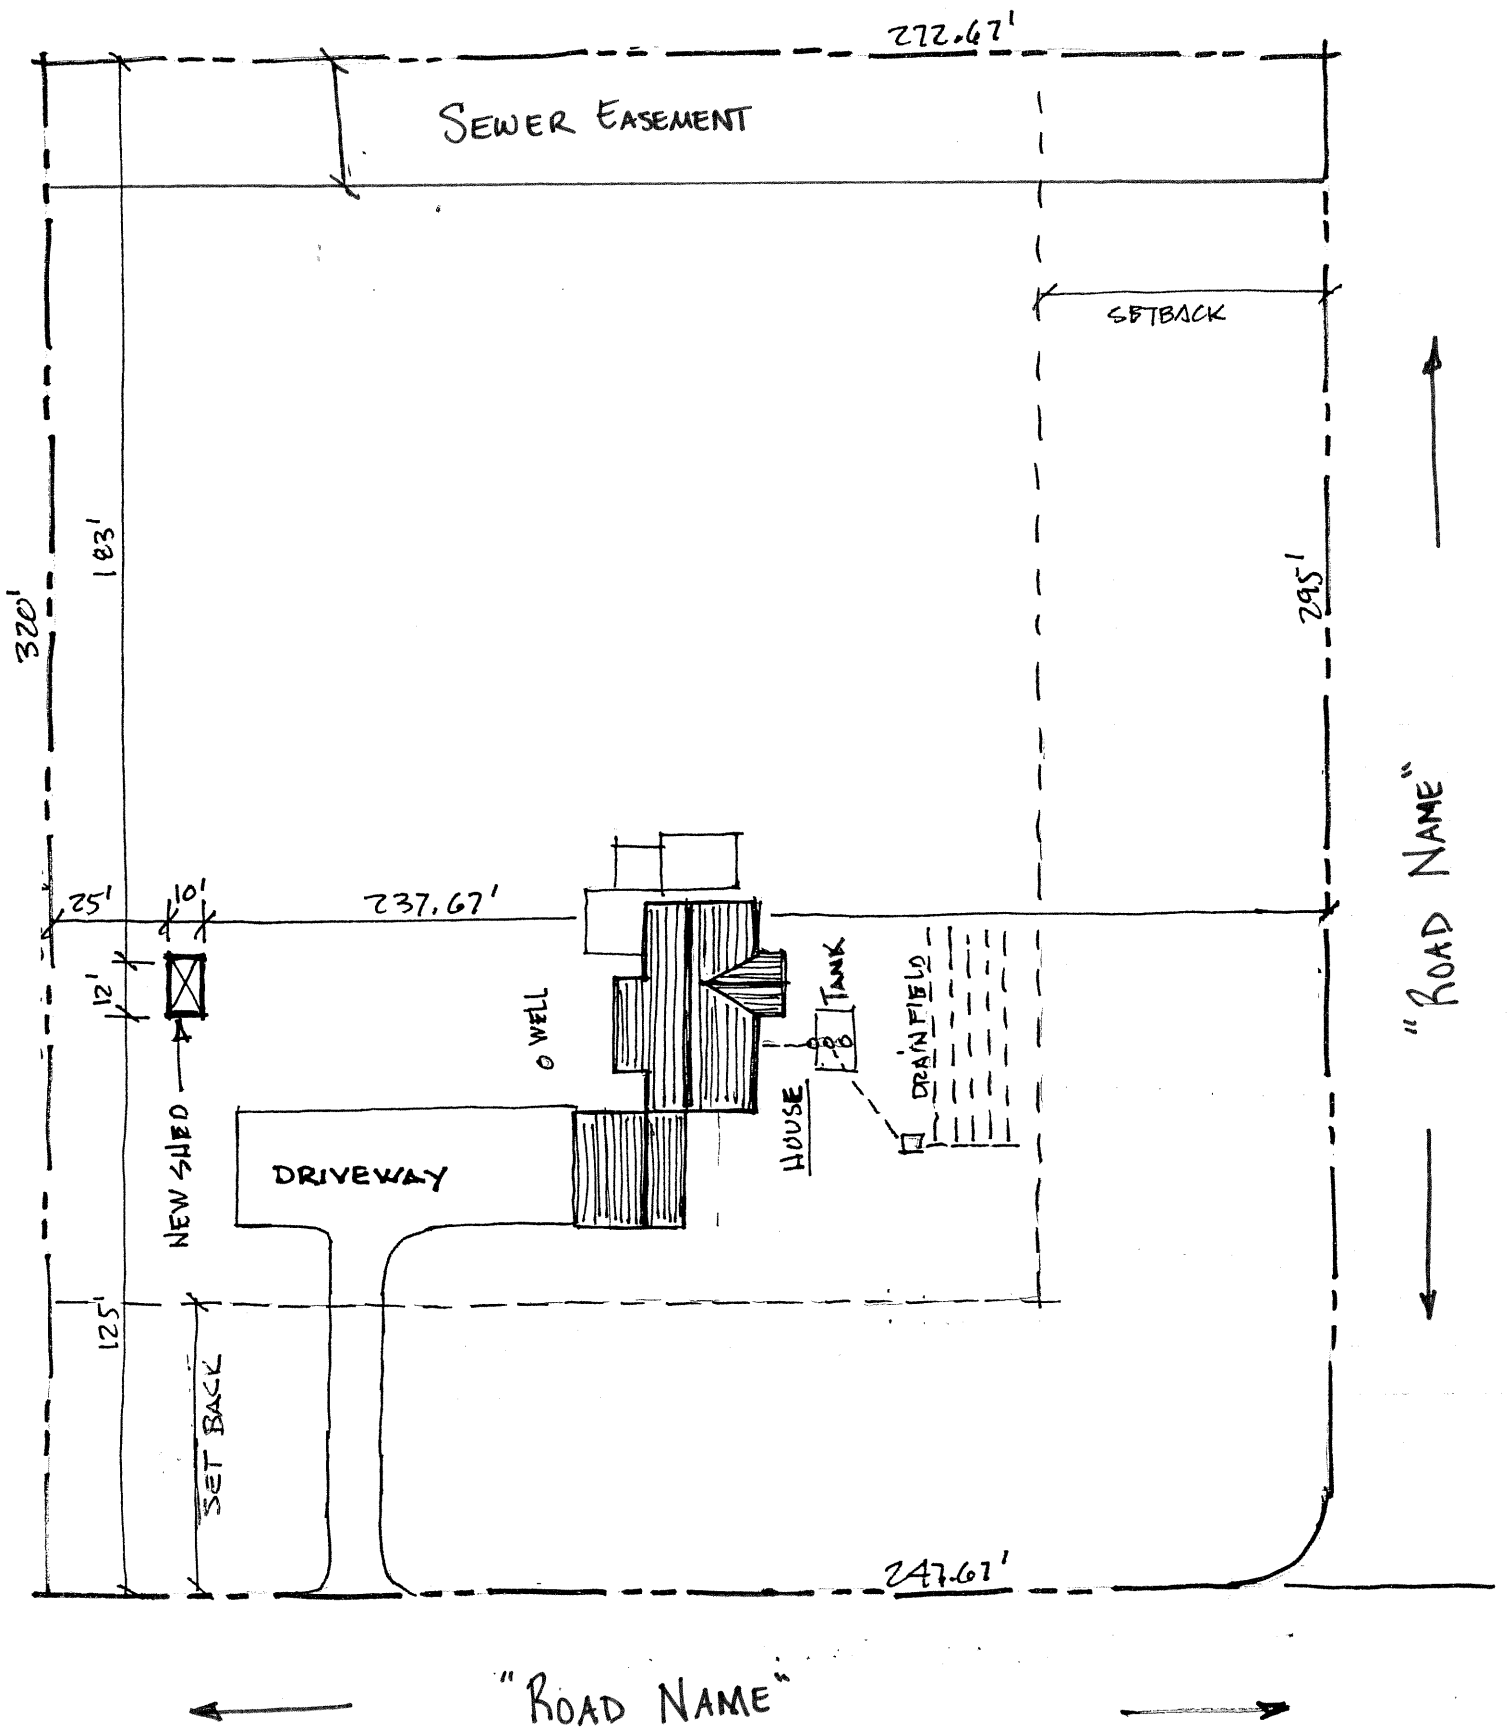 272.67'
SEWER EASEMENT
SETBACK
183'
320'
295'
"ROAD NAME"
25'
10'
237.67'
12'
WELL
TANK
DRAINFIELD
HOUSE
NEW SHED
DRIVEWAY
125'
SET BACK
247.67'
"ROAD NAME"